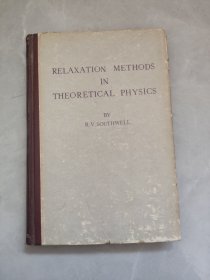 RELAXATION METHODS
IN
THEORETICAL PHYSICS
BY
R. V. SOUTHWELL